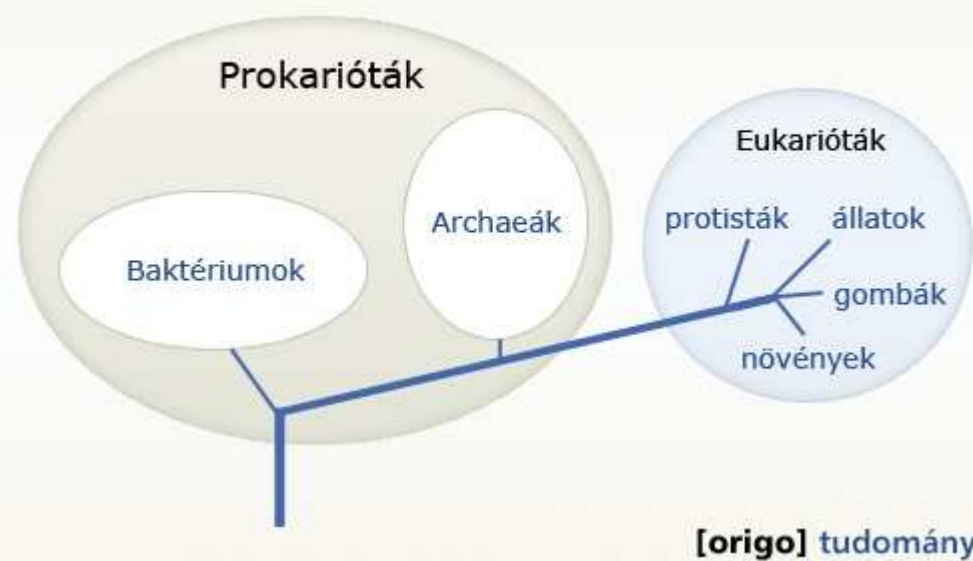 Prokarióták
Baktériumok
Archaeák
Eukarióták
protisták
állatok
gombák
növények
[origo] tudomány